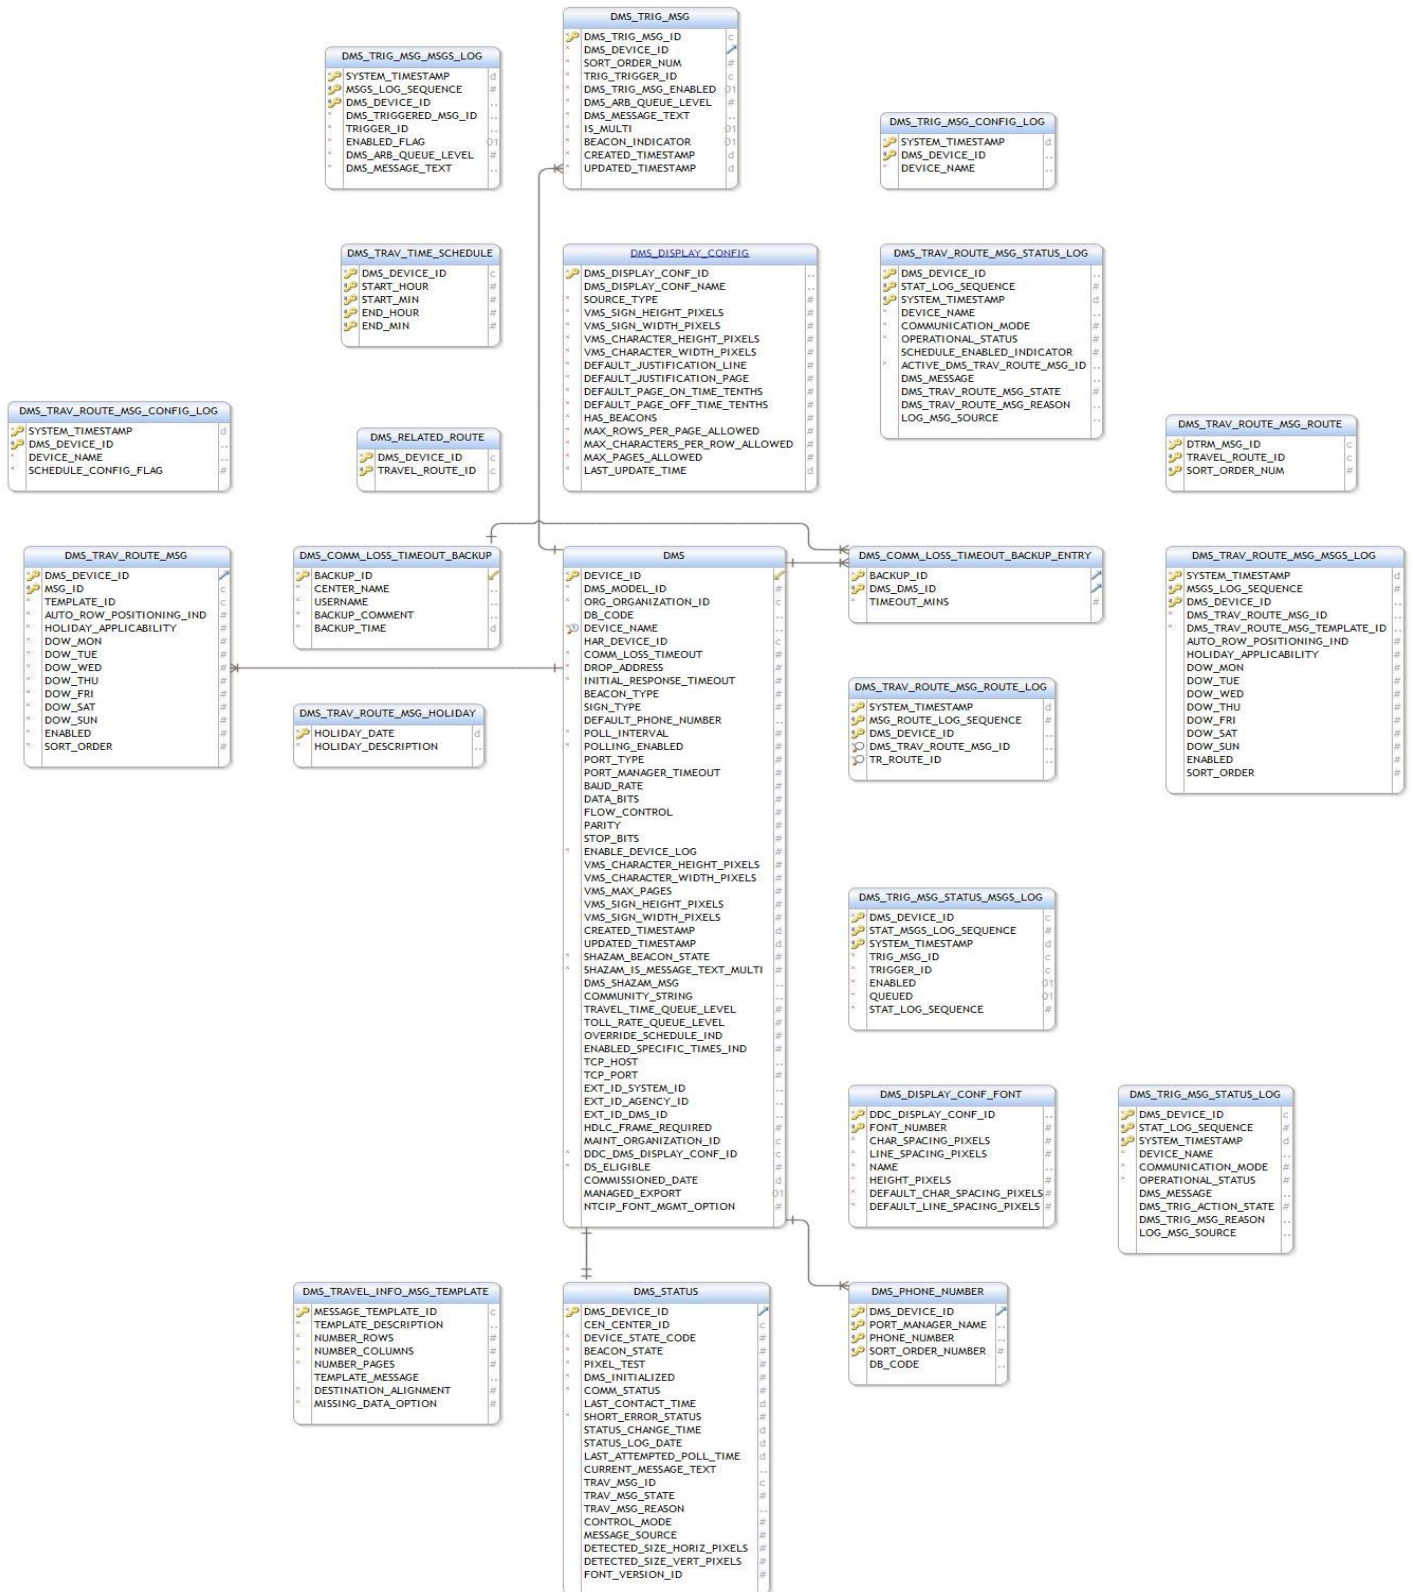 DMS_TRIG_MSG
DMS_TRIG_MSG_ID c
DMS_DEVICE_ID
SORT_ORDER_NUM #
TRIG_TRIGGER_ID c
DMS_TRIG_MSG_ENABLED 01
DMS_ARB_QUEUE_LEVEL #
DMS_MESSAGE_TEXT ..
IS_MULTI 01
BEACON_INDICATOR 01
CREATED_TIMESTAMP d
UPDATED_TIMESTAMP d
DMS_TRIG_MSG_MSGS_LOG
SYSTEM_TIMESTAMP d
MSGS_LOG_SEQUENCE #
DMS_DEVICE_ID ..
DMS_TRIGGERED_MSG_ID ..
TRIGGER_ID ..
ENABLED_FLAG 01
DMS_ARB_QUEUE_LEVEL #
DMS_MESSAGE_TEXT ..
DMS_TRIG_MSG_CONFIG_LOG
SYSTEM_TIMESTAMP d
DMS_DEVICE_ID ..
DEVICE_NAME ..
DMS_TRAV_TIME_SCHEDULE
DMS_DEVICE_ID c
START_HOUR #
START_MIN #
END_HOUR #
END_MIN #
DMS_DISPLAY_CONFIG
DMS_DISPLAY_CONF_ID ..
DMS_DISPLAY_CONF_NAME ..
SOURCE_TYPE #
VMS_SIGN_HEIGHT_PIXELS #
VMS_SIGN_WIDTH_PIXELS #
VMS_CHARACTER_HEIGHT_PIXELS #
VMS_CHARACTER_WIDTH_PIXELS #
DEFAULT_JUSTIFICATION_LINE #
DEFAULT_JUSTIFICATION_PAGE #
DEFAULT_PAGE_ON_TIME_TENTHS #
DEFAULT_PAGE_OFF_TIME_TENTHS #
HAS_BEACONS #
MAX_ROWS_PER_PAGE_ALLOWED #
MAX_CHARACTERS_PER_ROW_ALLOWED #
MAX_PAGES_ALLOWED #
LAST_UPDATE_TIME d
DMS_TRAV_ROUTE_MSG_STATUS_LOG
DMS_DEVICE_ID ..
STAT_LOG_SEQUENCE #
SYSTEM_TIMESTAMP d
DEVICE_NAME ..
COMMUNICATION_MODE #
OPERATIONAL_STATUS #
SCHEDULE_ENABLED_INDICATOR #
ACTIVE_DMS_TRAV_ROUTE_MSG_ID ..
DMS_MESSAGE ..
DMS_TRAV_ROUTE_MSG_STATE #
DMS_TRAV_ROUTE_MSG_REASON ..
LOG_MSG_SOURCE ..
DMS_TRAV_ROUTE_MSG_CONFIG_LOG
SYSTEM_TIMESTAMP d
DMS_DEVICE_ID ..
DEVICE_NAME ..
SCHEDULE_CONFIG_FLAG #
DMS_RELATED_ROUTE
DMS_DEVICE_ID c
TRAVEL_ROUTE_ID c
DMS_TRAV_ROUTE_MSG_ROUTE
DTRM_MSG_ID c
TRAVEL_ROUTE_ID c
SORT_ORDER_NUM #
DMS_TRAV_ROUTE_MSG
DMS_DEVICE_ID
MSG_ID c
TEMPLATE_ID c
AUTO_ROW_POSITIONING_IND #
HOLIDAY_APPLICABILITY #
DOW_MON #
DOW_TUE #
DOW_WED #
DOW_THU #
DOW_FRI #
DOW_SAT #
DOW_SUN #
ENABLED #
SORT_ORDER #
DMS_COMM_LOSS_TIMEOUT_BACKUP
BACKUP_ID
CENTER_NAME ..
USERNAME ..
BACKUP_COMMENT ..
BACKUP_TIME d
DMS_TRAV_ROUTE_MSG_HOLIDAY
HOLIDAY_DATE d
HOLIDAY_DESCRIPTION ..
DMS
DEVICE_ID
DMS_MODEL_ID #
ORG_ORGANIZATION_ID c
DB_CODE ..
DEVICE_NAME ..
HAR_DEVICE_ID c
COMM_LOSS_TIMEOUT #
DROP_ADDRESS #
INITIAL_RESPONSE_TIMEOUT #
BEACON_TYPE #
SIGN_TYPE #
DEFAULT_PHONE_NUMBER ..
POLL_INTERVAL #
POLLING_ENABLED #
PORT_TYPE #
PORT_MANAGER_TIMEOUT #
BAUD_RATE #
DATA_BITS #
FLOW_CONTROL #
PARITY #
STOP_BITS #
ENABLE_DEVICE_LOG #
VMS_CHARACTER_HEIGHT_PIXELS #
VMS_CHARACTER_WIDTH_PIXELS #
VMS_MAX_PAGES #
VMS_SIGN_HEIGHT_PIXELS #
VMS_SIGN_WIDTH_PIXELS #
CREATED_TIMESTAMP d
UPDATED_TIMESTAMP d
SHAZAM_BEACON_STATE #
SHAZAM_IS_MESSAGE_TEXT_MULTI #
DMS_SHAZAM_MSG ..
COMMUNITY_STRING ..
TRAVEL_TIME_QUEUE_LEVEL #
TOLL_RATE_QUEUE_LEVEL #
OVERRIDE_SCHEDULE_IND #
ENABLED_SPECIFIC_TIMES_IND #
TCP_HOST ..
TCP_PORT #
EXT_ID_SYSTEM_ID ..
EXT_ID_AGENCY_ID ..
EXT_ID_DMS_ID ..
HDLC_FRAME_REQUIRED #
MAINT_ORGANIZATION_ID c
DDC_DMS_DISPLAY_CONF_ID c
DS_ELIGIBLE #
COMMISSIONED_DATE d
MANAGED_EXPORT 01
NTCIP_FONT_MGMT_OPTION #
DMS_COMM_LOSS_TIMEOUT_BACKUP_ENTRY
BACKUP_ID
DMS_DMS_ID
TIMEOUT_MINS #
DMS_TRAV_ROUTE_MSG_ROUTE_LOG
SYSTEM_TIMESTAMP d
MSG_ROUTE_LOG_SEQUENCE #
DMS_DEVICE_ID ..
DMS_TRAV_ROUTE_MSG_ID ..
TR_ROUTE_ID ..
DMS_TRAV_ROUTE_MSG_MSGS_LOG
SYSTEM_TIMESTAMP d
MSGS_LOG_SEQUENCE #
DMS_DEVICE_ID ..
DMS_TRAV_ROUTE_MSG_ID ..
DMS_TRAV_ROUTE_MSG_TEMPLATE_ID ..
AUTO_ROW_POSITIONING_IND #
HOLIDAY_APPLICABILITY #
DOW_MON #
DOW_TUE #
DOW_WED #
DOW_THU #
DOW_FRI #
DOW_SAT #
DOW_SUN #
ENABLED #
SORT_ORDER #
DMS_TRIG_MSG_STATUS_MSGS_LOG
DMS_DEVICE_ID c
STAT_MSGS_LOG_SEQUENCE #
SYSTEM_TIMESTAMP d
TRIG_MSG_ID c
TRIGGER_ID c
ENABLED 01
QUEUED 01
STAT_LOG_SEQUENCE #
DMS_DISPLAY_CONF_FONT
DDC_DISPLAY_CONF_ID ..
FONT_NUMBER #
CHAR_SPACING_PIXELS #
LINE_SPACING_PIXELS #
NAME ..
HEIGHT_PIXELS #
DEFAULT_CHAR_SPACING_PIXELS #
DEFAULT_LINE_SPACING_PIXELS #
DMS_TRIG_MSG_STATUS_LOG
DMS_DEVICE_ID c
STAT_LOG_SEQUENCE #
SYSTEM_TIMESTAMP d
DEVICE_NAME ..
COMMUNICATION_MODE #
OPERATIONAL_STATUS #
DMS_MESSAGE ..
DMS_TRIG_ACTION_STATE #
DMS_TRIG_MSG_REASON ..
LOG_MSG_SOURCE ..
DMS_TRAVEL_INFO_MSG_TEMPLATE
MESSAGE_TEMPLATE_ID c
TEMPLATE_DESCRIPTION ..
NUMBER_ROWS #
NUMBER_COLUMNS #
NUMBER_PAGES #
TEMPLATE_MESSAGE ..
DESTINATION_ALIGNMENT #
MISSING_DATA_OPTION #
DMS_STATUS
DMS_DEVICE_ID
CEN_CENTER_ID c
DEVICE_STATE_CODE #
BEACON_STATE #
PIXEL_TEST #
DMS_INITIALIZED #
COMM_STATUS #
LAST_CONTACT_TIME d
SHORT_ERROR_STATUS #
STATUS_CHANGE_TIME d
STATUS_LOG_DATE d
LAST_ATTEMPTED_POLL_TIME d
CURRENT_MESSAGE_TEXT ..
TRAV_MSG_ID c
TRAV_MSG_STATE #
TRAV_MSG_REASON ..
CONTROL_MODE #
MESSAGE_SOURCE #
DETECTED_SIZE_HORIZ_PIXELS #
DETECTED_SIZE_VERT_PIXELS #
FONT_VERSION_ID #
DMS_PHONE_NUMBER
DMS_DEVICE_ID
PORT_MANAGER_NAME ..
PHONE_NUMBER ..
SORT_ORDER_NUMBER #
DB_CODE ..